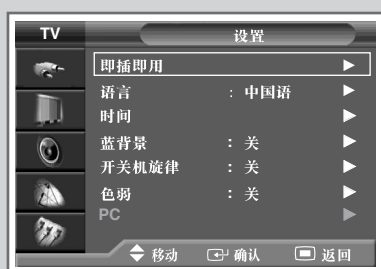 TV 设置
即插即用
语言 : 中国语
时间
蓝背景 : 关
开关机旋律 : 关
色弱 : 关
PC
移动 确认 返回